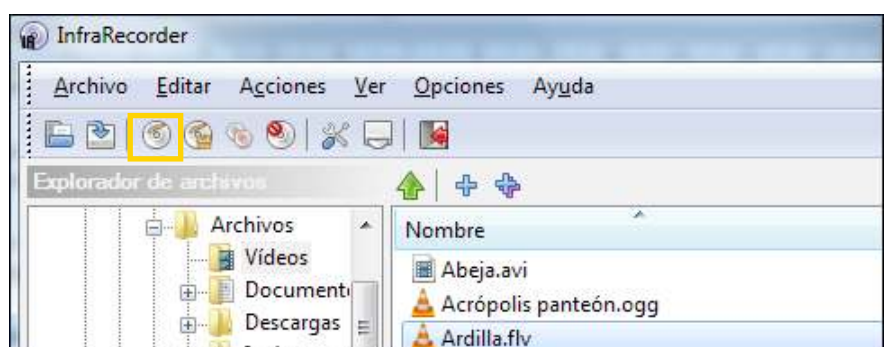 InfraRecorder
Archivo Editar Acciones Ver Opciones Ayuda
Explorador de archivos
Archivos
Vídeos
Document
Descargas
Nombre
Abeja.avi
Acrópolis panteón.ogg
Ardilla.flv